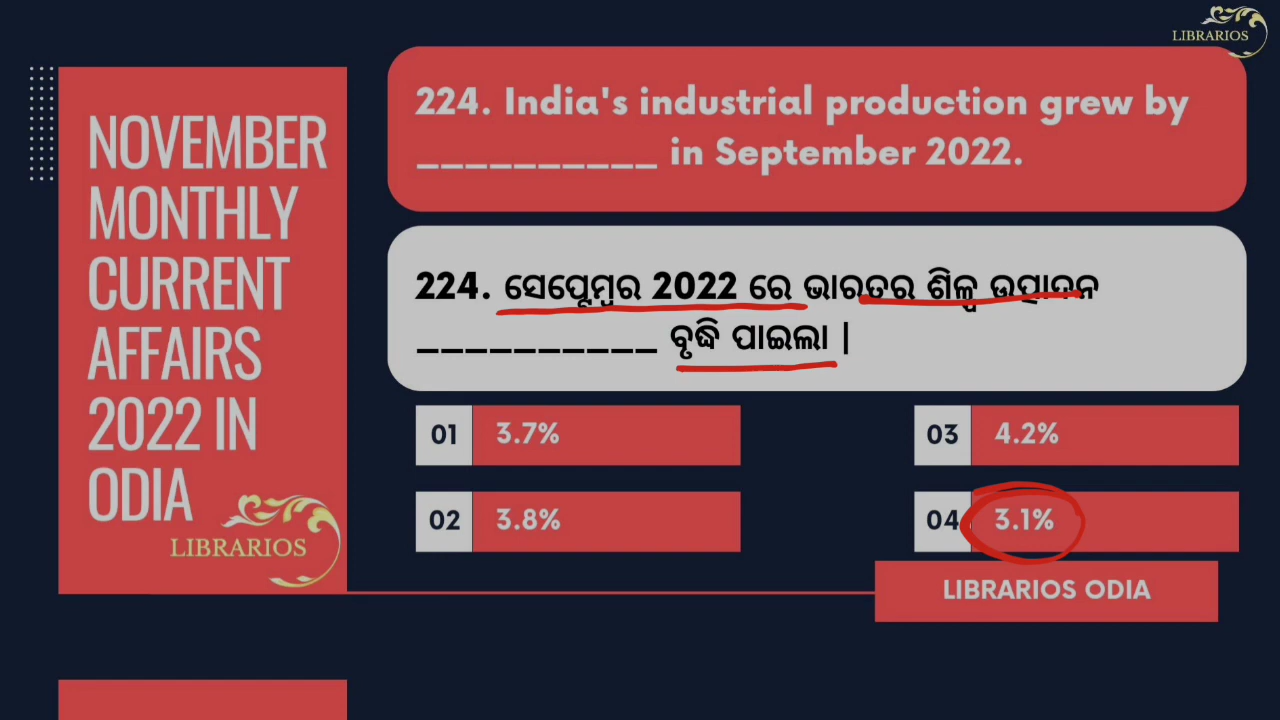 LIBRARIOS
NOVEMBER
MONTHLY
CURRENT
AFFAIRS
2022 IN
ODIA
LIBRARIOS
224. India's industrial production grew by
__________ in September 2022.
224. ସେପ୍ଟେମ୍ବର 2022 ରେ ଭାରତର ଶିଳ୍ପ ଉତ୍ପାଦନ
__________ ବୃଦ୍ଧି ପାଇଲା |
01 3.7%
02 3.8%
03 4.2%
04 3.1%
LIBRARIOS ODIA